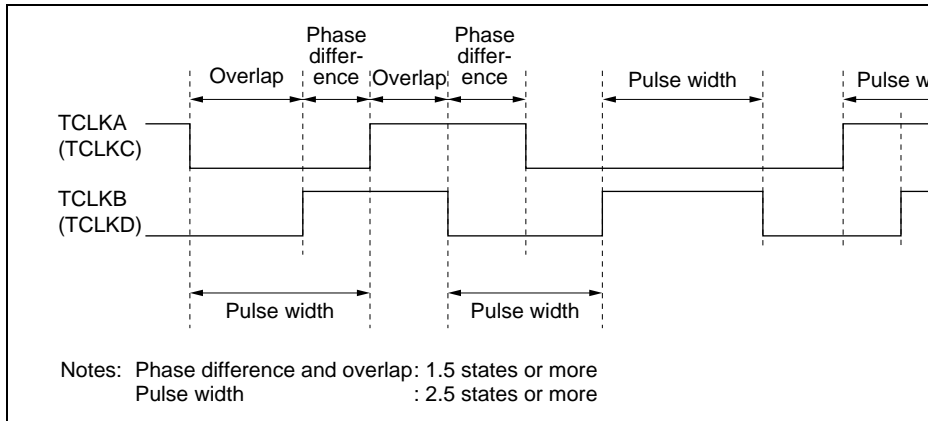 Phase
differ-
ence
Phase
differ-
ence
Overlap
Overlap
Pulse width
Pulse w
TCLKA
(TCLKC)
TCLKB
(TCLKD)
Pulse width
Pulse width
Notes: Phase difference and overlap: 1.5 states or more
Pulse width : 2.5 states or more